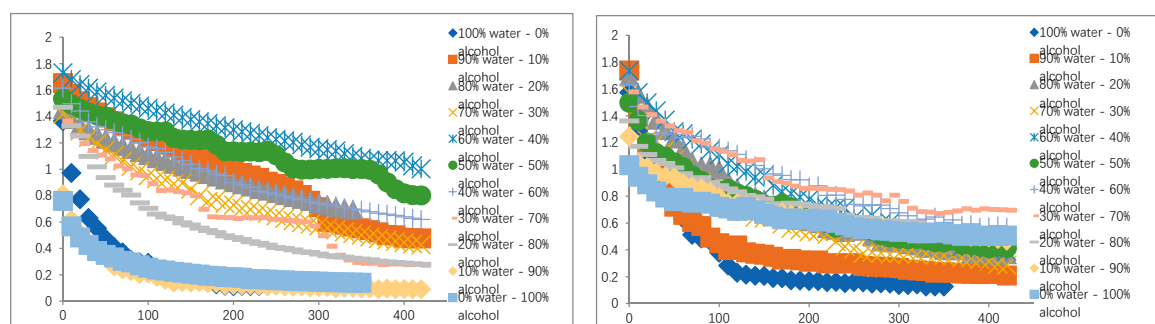 2
1.8
1.6
1.4
1.2
1
0.8
0.6
0.4
0.2
0
0
100
200
300
400
100% water - 0%
alcohol
90% water - 10%
alcohol
80% water - 20%
alcohol
70% water - 30%
alcohol
60% water - 40%
alcohol
50% water - 50%
alcohol
40% water - 60%
alcohol
30% water - 70%
alcohol
20% water - 80%
alcohol
10% water - 90%
alcohol
0% water - 100%
alcohol
2
1.8
1.6
1.4
1.2
1
0.8
0.6
0.4
0.2
0
0
100
200
300
400
100% water - 0%
alcohol
90% water - 10%
alcohol
80% water - 20%
alcohol
70% water - 30%
alcohol
60% water - 40%
alcohol
50% water - 50%
alcohol
40% water - 60%
alcohol
30% water - 70%
alcohol
20% water - 80%
alcohol
10% water - 90%
alcohol
0% water - 100%
alcohol